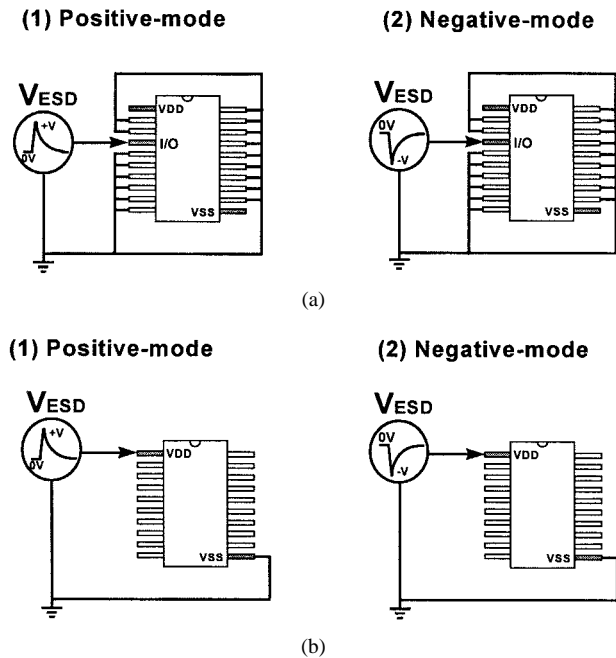 (1) Positive-mode
(2) Negative-mode
VESD
+V
0V
VDD
I/O
VSS
VESD
0V
-V
VDD
I/O
VSS
(a)
(1) Positive-mode
(2) Negative-mode
VESD
+V
0V
VDD
VSS
VESD
0V
-V
VDD
VSS
(b)